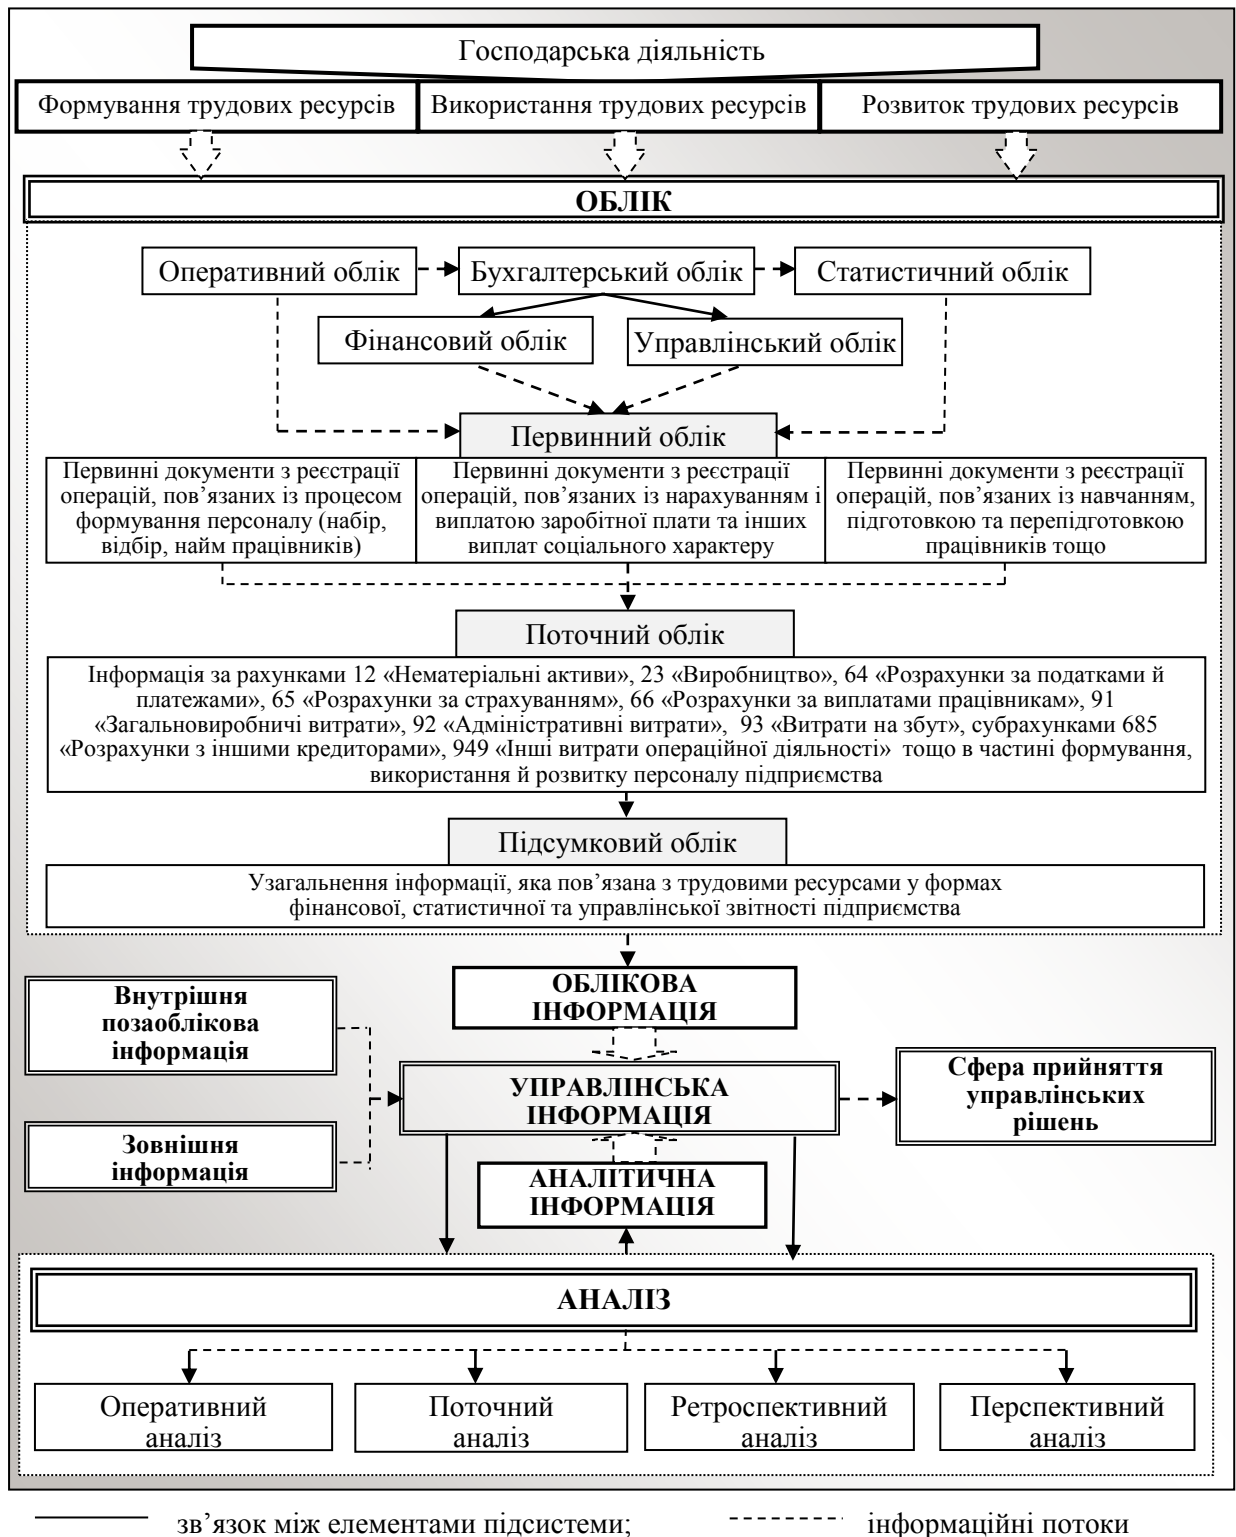 Господарська діяльність
Формування трудових ресурсів
Використання трудових ресурсів
Розвиток трудових ресурсів
ОБЛІК
Оперативний облік
Бухгалтерський облік
Статистичний облік
Фінансовий облік
Управлінський облік
Первинний облік
Первинні документи з реєстрації
операцій, пов’язаних із процесом
формування персоналу (набір,
відбір, найм працівників)
Первинні документи з реєстрації
операцій, пов’язаних із нарахуванням і
виплатою заробітної плати та інших
виплат соціального характеру
Первинні документи з реєстрації
операцій, пов’язаних із навчанням,
підготовкою та перепідготовкою
працівників тощо
Поточний облік
Інформація за рахунками 12 «Нематеріальні активи», 23 «Виробництво», 64 «Розрахунки за податками й
платежами», 65 «Розрахунки за страхуванням», 66 «Розрахунки за виплатами працівникам», 91
«Загальновиробничі витрати», 92 «Адміністративні витрати», 93 «Витрати на збут», субрахунками 685
«Розрахунки з іншими кредиторами», 949 «Інші витрати операційної діяльності» тощо в частині формування,
використання й розвитку персоналу підприємства
Підсумковий облік
Узагальнення інформації, яка пов’язана з трудовими ресурсами у формах
фінансової, статистичної та управлінської звітності підприємства
ОБЛІКОВА
ІНФОРМАЦІЯ
Внутрішня
позаоблікова
інформація
УПРАВЛІНСЬКА
ІНФОРМАЦІЯ
Сфера прийняття
управлінських
рішень
Зовнішня
інформація
АНАЛІТИЧНА
ІНФОРМАЦІЯ
АНАЛІЗ
Оперативний
аналіз
Поточний
аналіз
Ретроспективний
аналіз
Перспективний
аналіз
зв’язок між елементами підсистеми;
інформаційні потоки